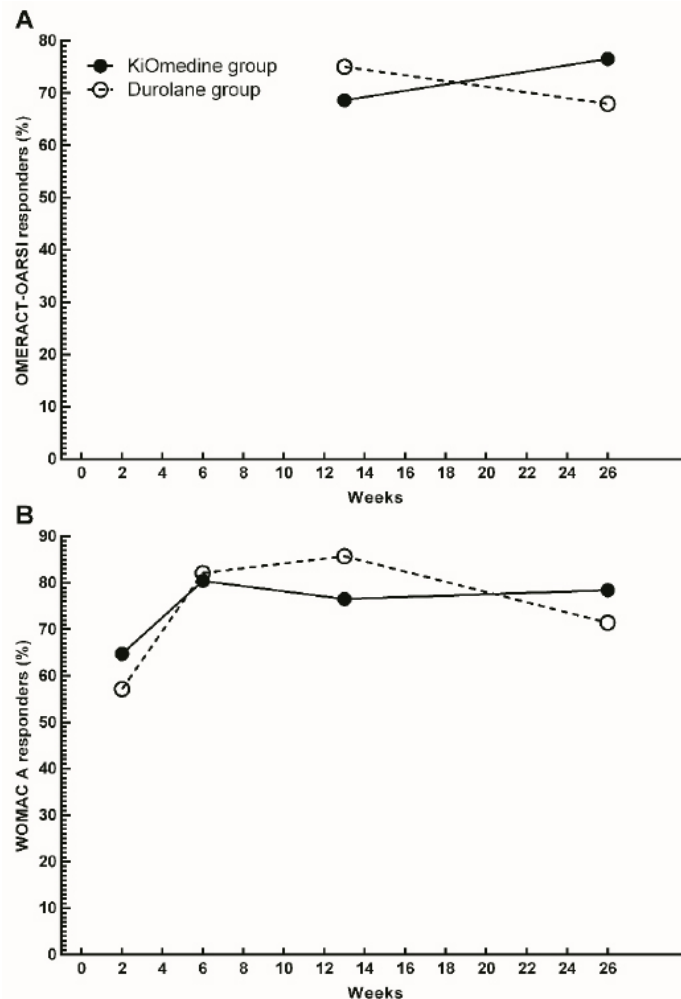 A
80
KiOmedine group
Durolane group
70
60
50
40
30
20
10
0
OMERACT-OARSI responders (%)
0 2 4 6 8 10 12 14 16 18 20 22 24 26
Weeks
B
90
80
70
60
50
40
30
20
10
0
WOMAC A responders (%)
0 2 4 6 8 10 12 14 16 18 20 22 24 26
Weeks